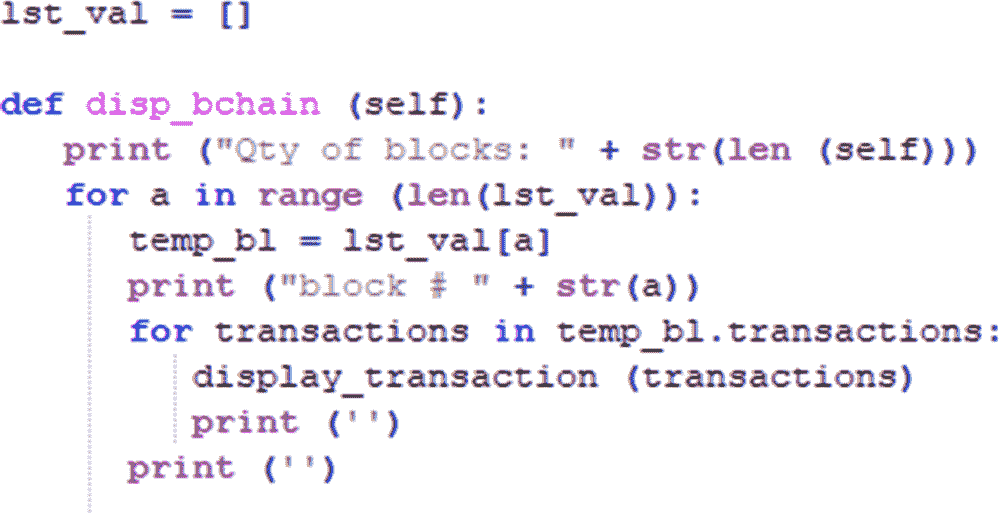 lst_val = []
def disp_bchain (self):
print ("Qty of blocks: " + str(len (self)))
for a in range (len(lst_val)):
temp_bl = lst_val[a]
print ("block # " + str(a))
for transactions in temp_bl.transactions:
display_transaction (transactions)
print ('')
print ('')